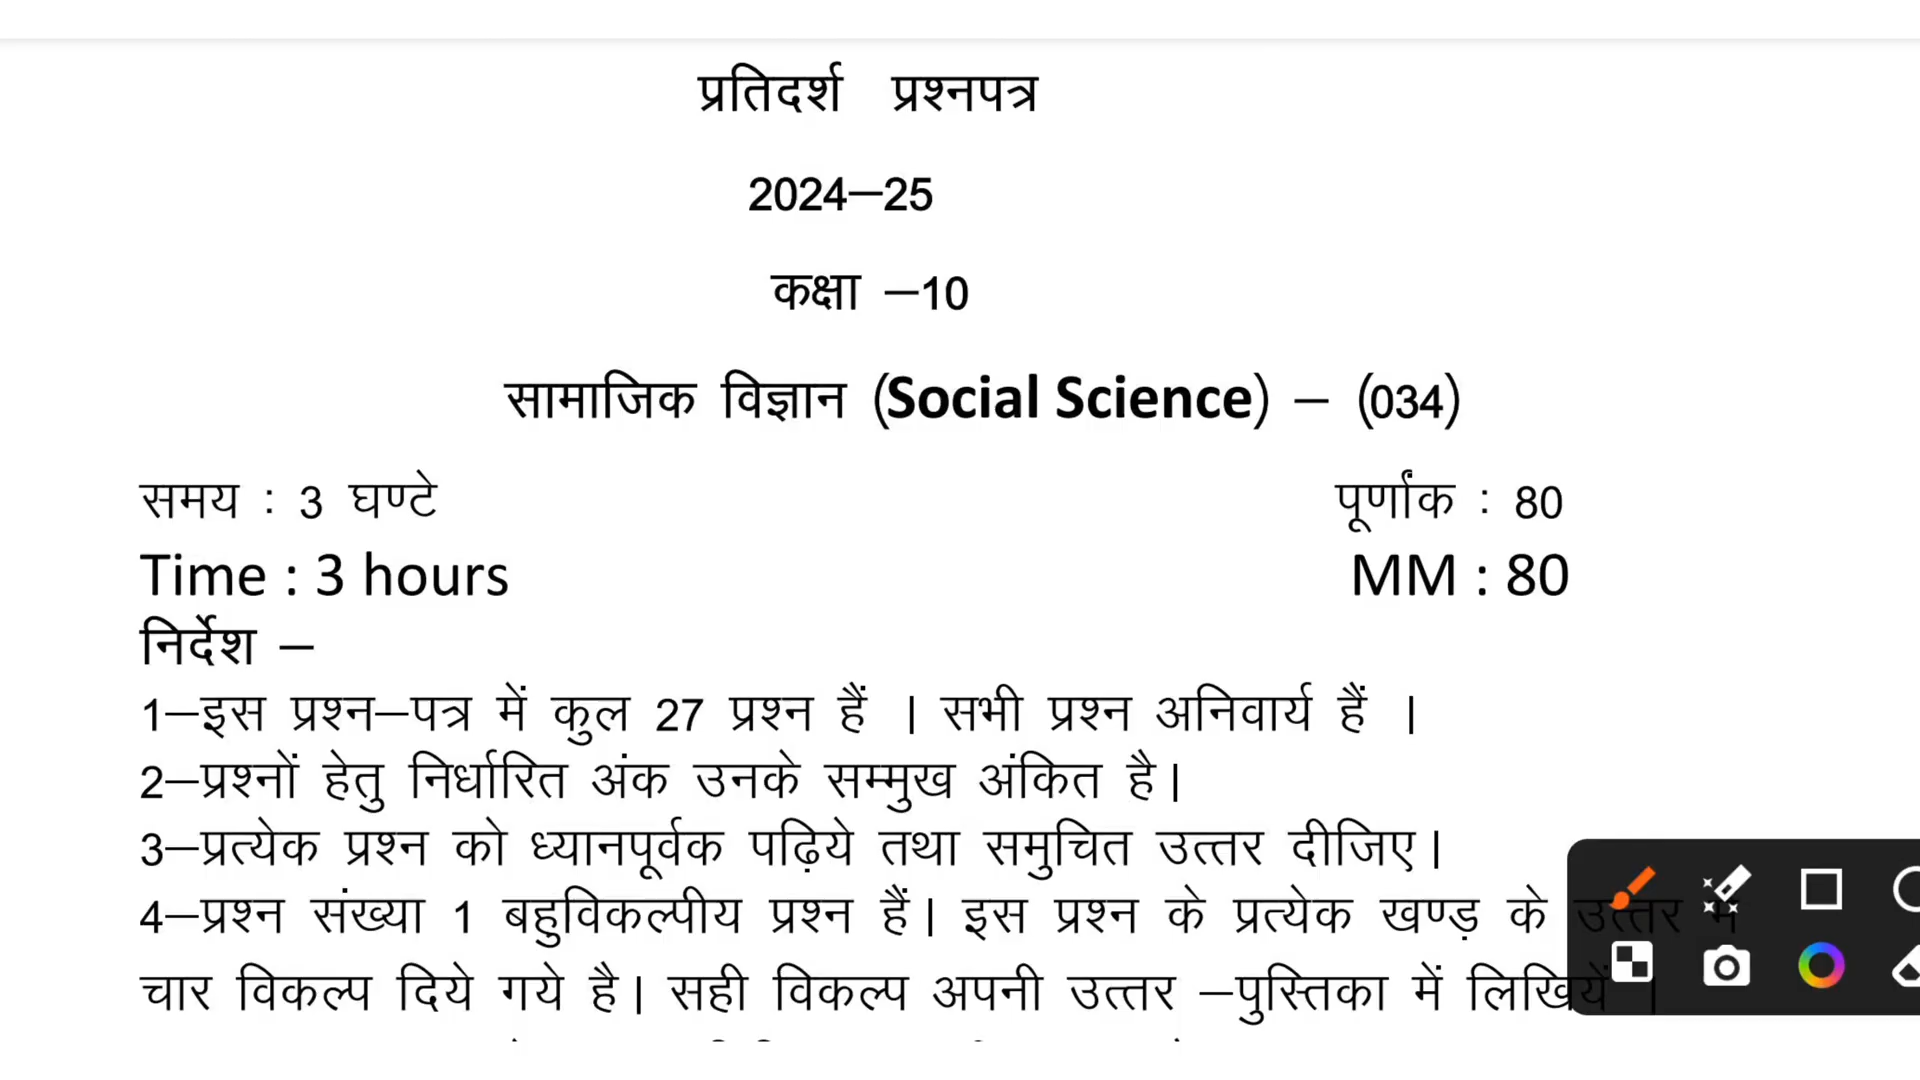 प्रतिदर्श प्रश्नपत्र
2024–25
कक्षा –10
सामाजिक विज्ञान (Social Science) – (034)
समय : 3 घण्टे पूर्णांक : 80
Time : 3 hours MM : 80
निर्देश –
1–इस प्रश्न–पत्र में कुल 27 प्रश्न हैं । सभी प्रश्न अनिवार्य हैं ।
2–प्रश्नों हेतु निर्धारित अंक उनके सम्मुख अंकित है।
3–प्रत्येक प्रश्न को ध्यानपूर्वक पढ़िये तथा समुचित उत्तर दीजिए।
4–प्रश्न संख्या 1 बहुविकल्पीय प्रश्न हैं। इस प्रश्न के प्रत्येक खण्ड़ के उत्तर में
चार विकल्प दिये गये है। सही विकल्प अपनी उत्तर –पुस्तिका में लिखियें ।